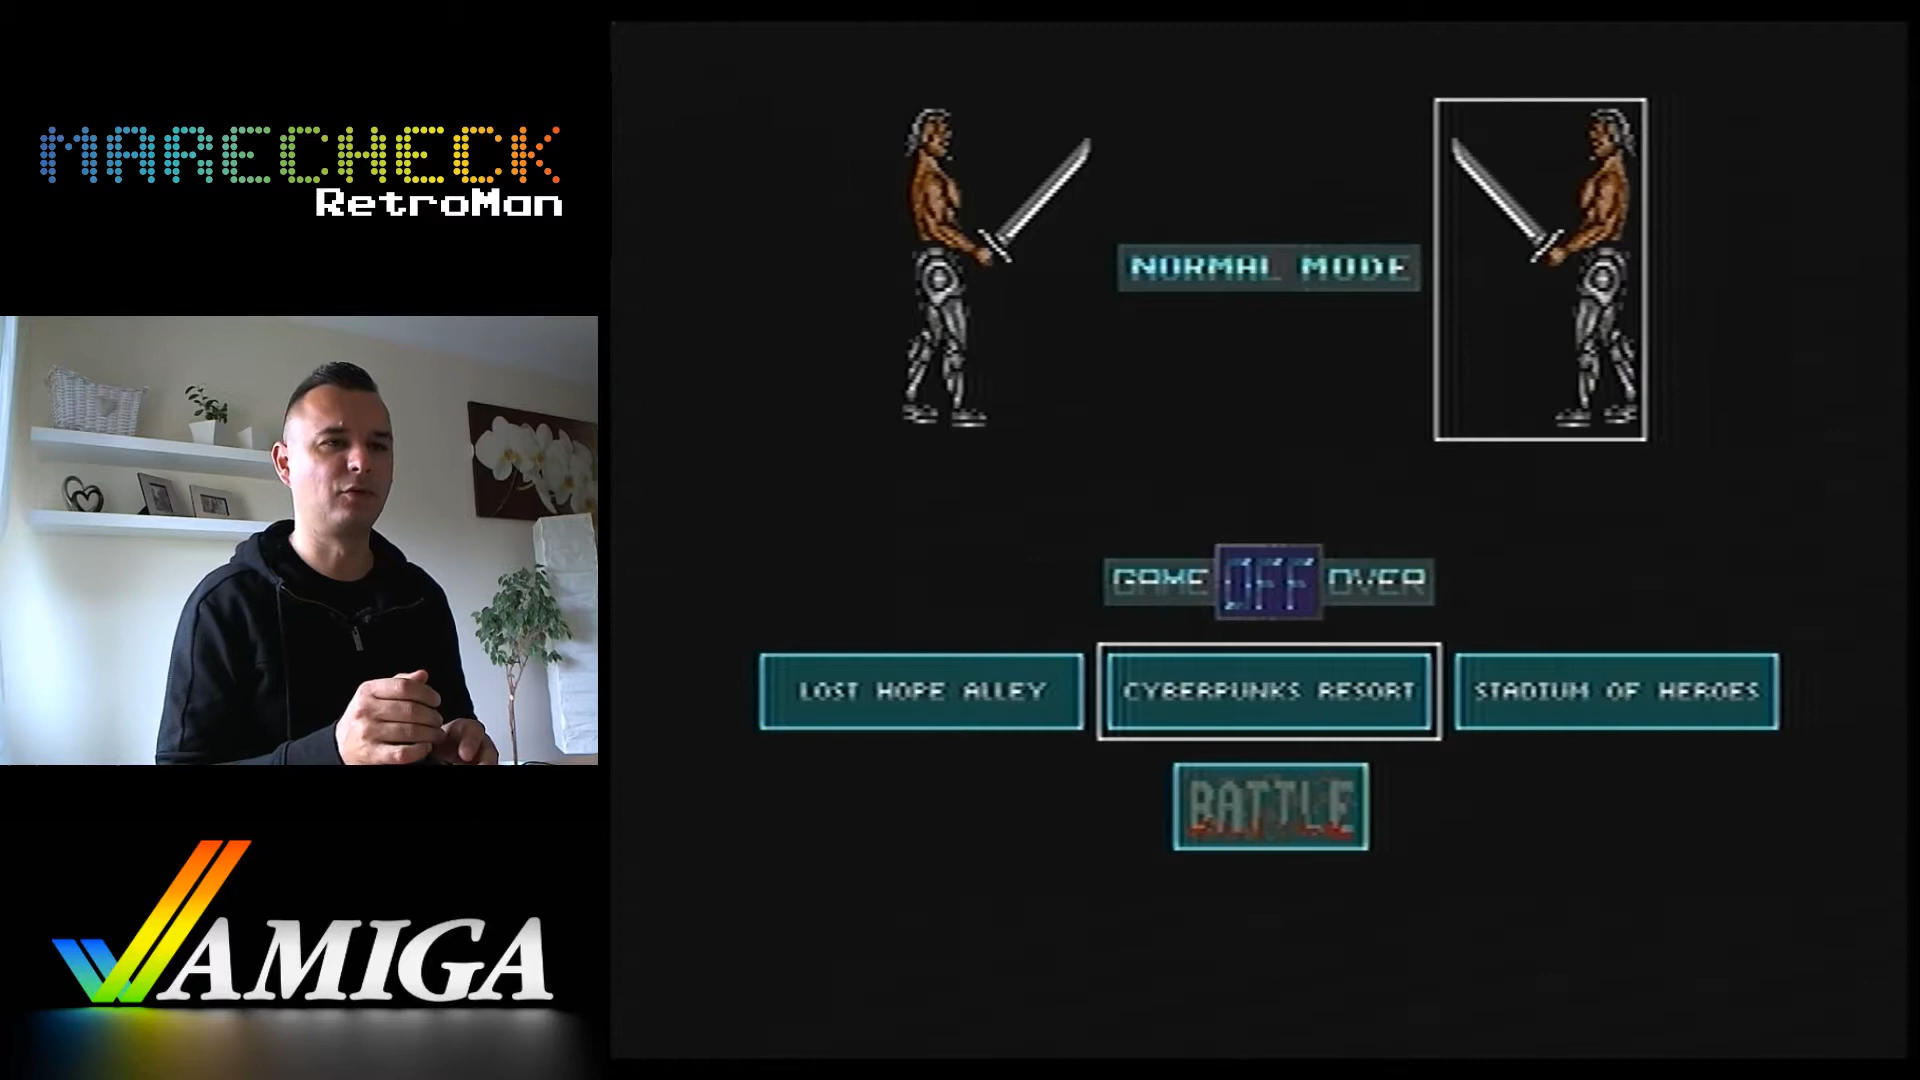 MARECHECK
RetroMan
NORMAL MODE
GAME OFF OVER
LOST HOPE ALLEY
CYBERPUNKS RESORT
STADIUM OF HEROES
BATTLE
AMIGA